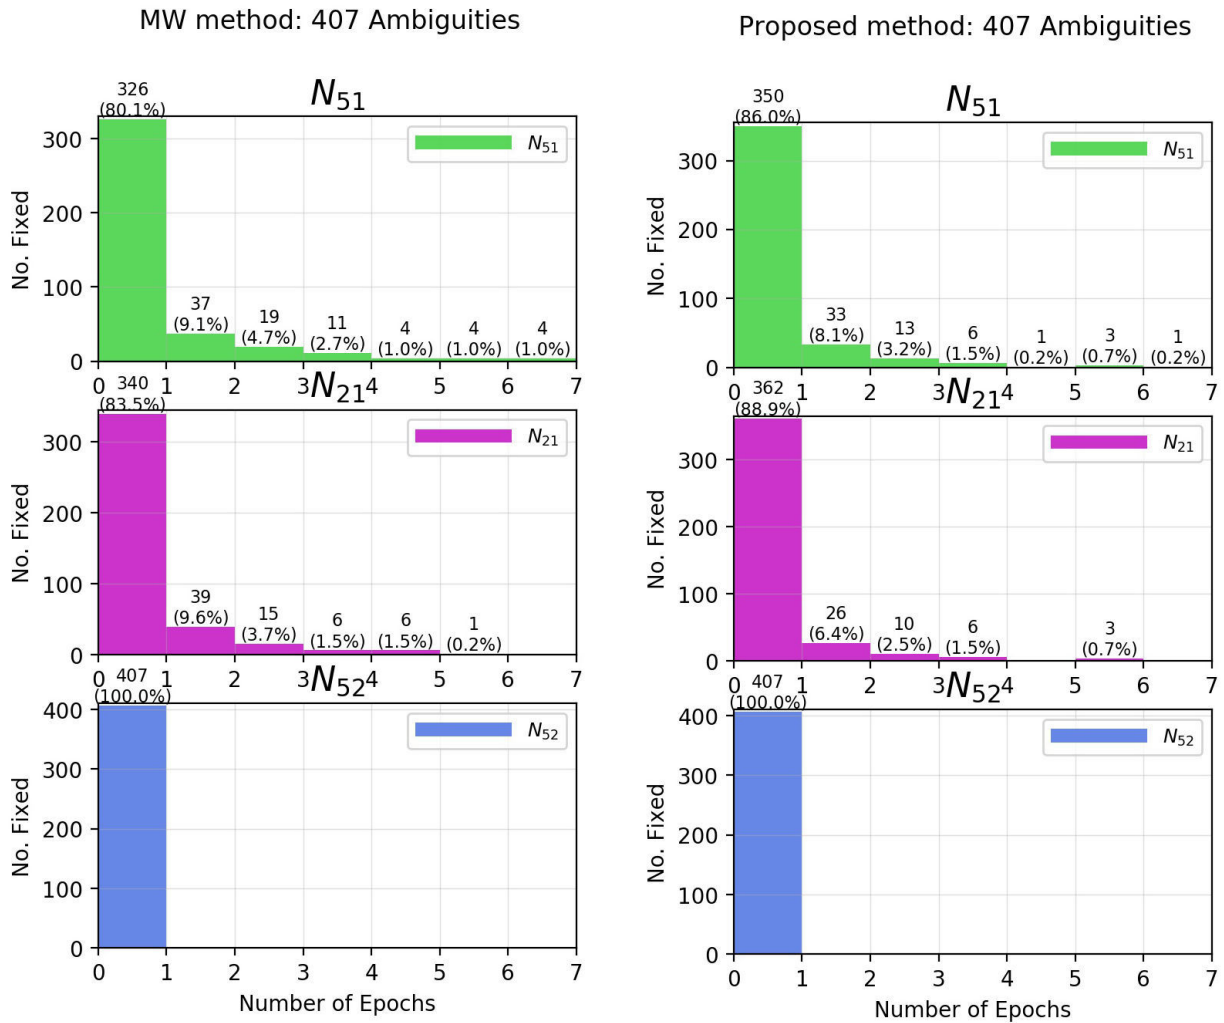 MW method: 407 Ambiguities
N51
326
(80.1%)
37
(9.1%)
19
(4.7%)
11
(2.7%)
4
(1.0%)
4
(1.0%)
4
(1.0%)
N51
No. Fixed
300
200
100
0
0 1 2 3 4 5 6 7
N21
340
(83.5%)
39
(9.6%)
15
(3.7%)
6
(1.5%)
6
(1.5%)
1
(0.2%)
N21
No. Fixed
300
200
100
0
0 1 2 3 4 5 6 7
N52
407
(100.0%)
N52
No. Fixed
400
300
200
100
0
0 1 2 3 4 5 6 7
Number of Epochs
Proposed method: 407 Ambiguities
N51
350
(86.0%)
33
(8.1%)
13
(3.2%)
6
(1.5%)
1
(0.2%)
3
(0.7%)
1
(0.2%)
N51
No. Fixed
300
200
100
0
0 1 2 3 4 5 6 7
N21
362
(88.9%)
26
(6.4%)
10
(2.5%)
6
(1.5%)
3
(0.7%)
N21
No. Fixed
300
200
100
0
0 1 2 3 4 5 6 7
N52
407
(100.0%)
N52
No. Fixed
400
300
200
100
0
0 1 2 3 4 5 6 7
Number of Epochs